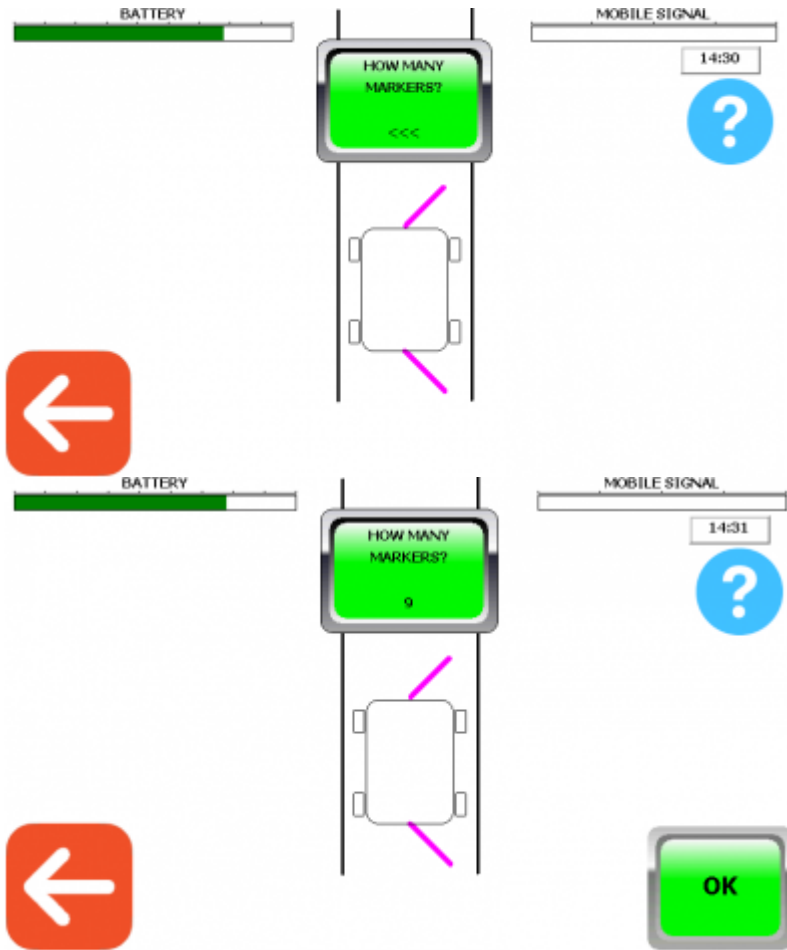 BATTERY
MOBILE SIGNAL
14:30
HOW MANY
MARKERS?
<<<
?
BATTERY
MOBILE SIGNAL
14:31
HOW MANY
MARKERS?
9
?
OK